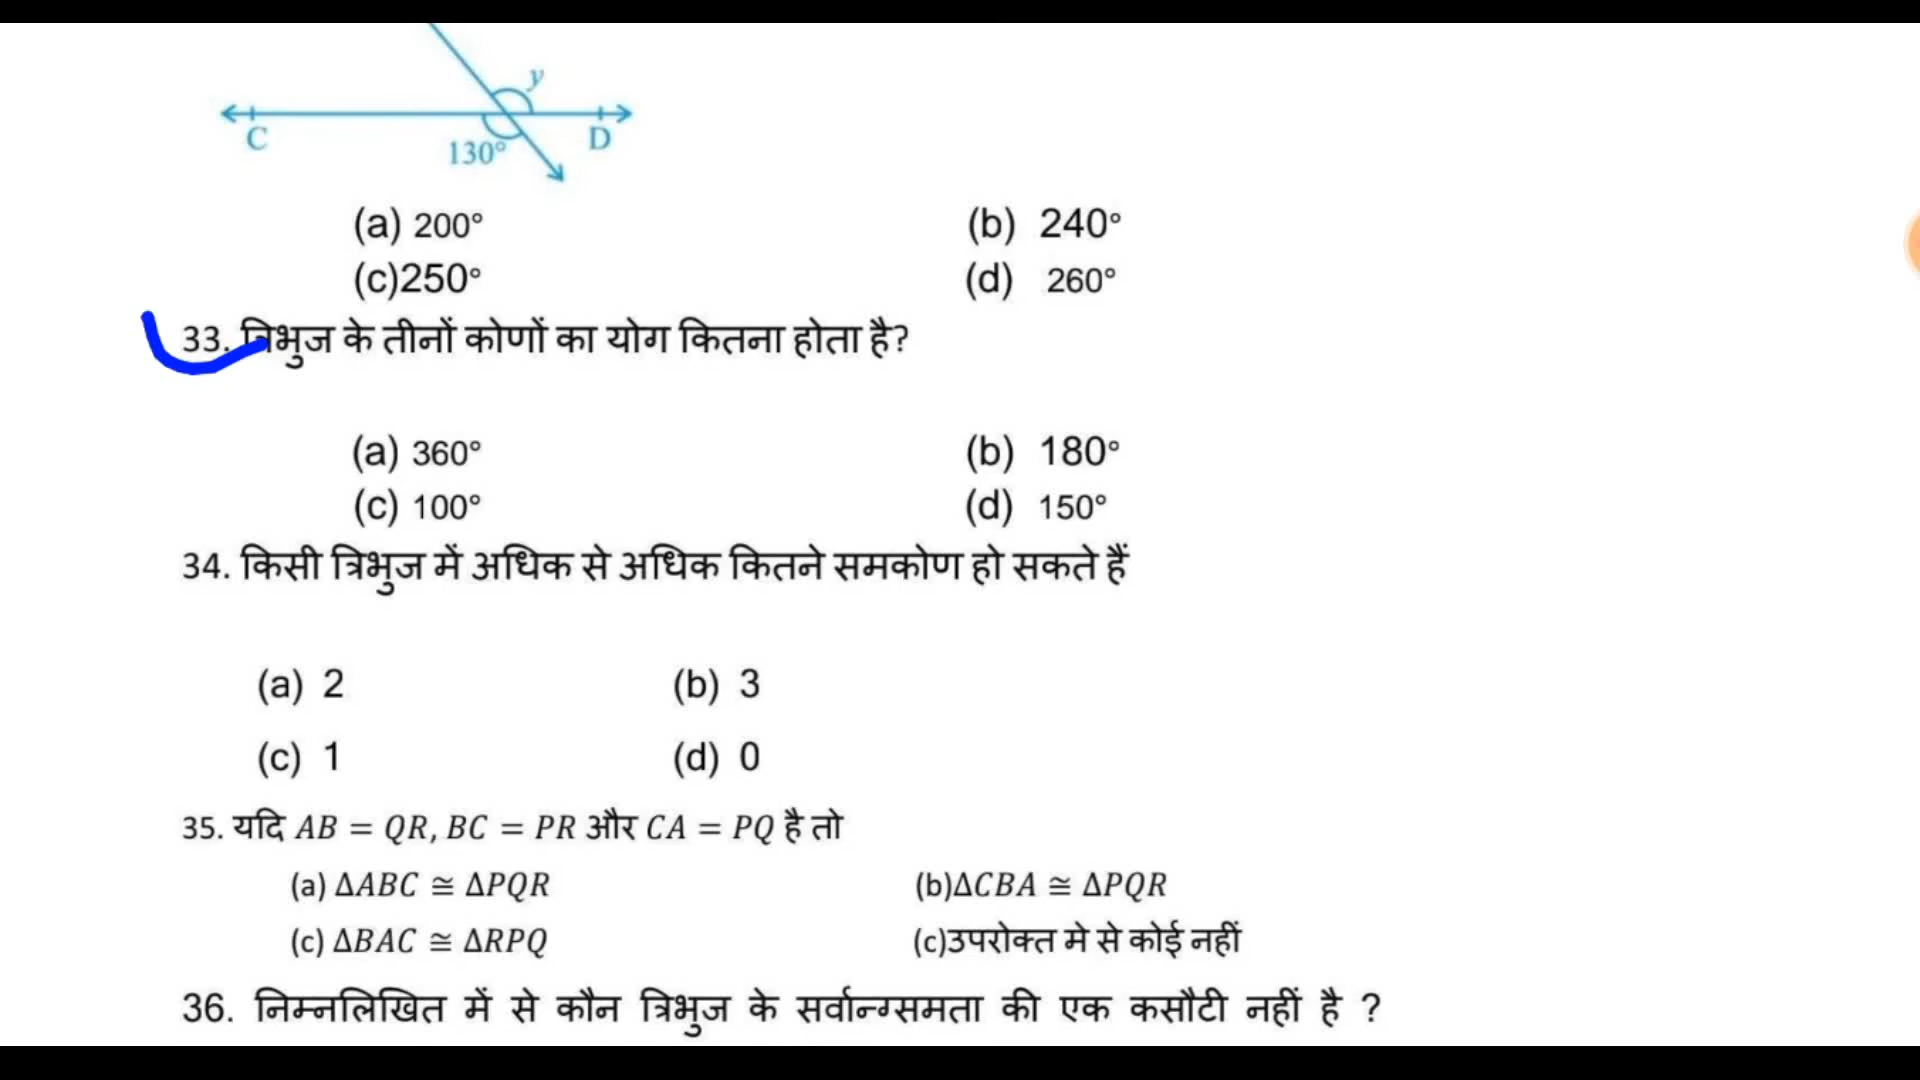 y
C 130° D
(a) 200° (b) 240°
(c)250° (d) 260°
33. त्रिभुज के तीनों कोणों का योग कितना होता है?
(a) 360° (b) 180°
(c) 100° (d) 150°
34. किसी त्रिभुज में अधिक से अधिक कितने समकोण हो सकते हैं
(a) 2 (b) 3
(c) 1 (d) 0
35. यदि AB = QR, BC = PR और CA = PQ है तो
(a) ΔABC ≅ ΔPQR (b)ΔCBA ≅ ΔPQR
(c) ΔBAC ≅ ΔRPQ (c)उपरोक्त मे से कोई नहीं
36. निम्नलिखित में से कौन त्रिभुज के सर्वान्ग्समता की एक कसौटी नहीं है ?